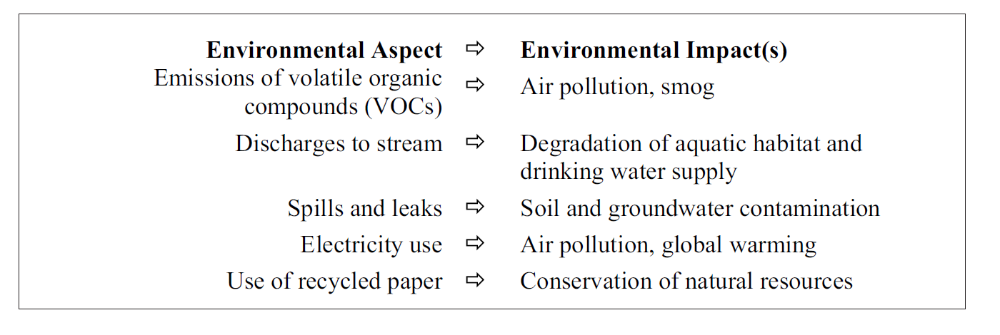 Environmental Aspect ⇨ Environmental Impact(s)
Emissions of volatile organic
compounds (VOCs) ⇨ Air pollution, smog
Discharges to stream ⇨ Degradation of aquatic habitat and
drinking water supply
Spills and leaks ⇨ Soil and groundwater contamination
Electricity use ⇨ Air pollution, global warming
Use of recycled paper ⇨ Conservation of natural resources